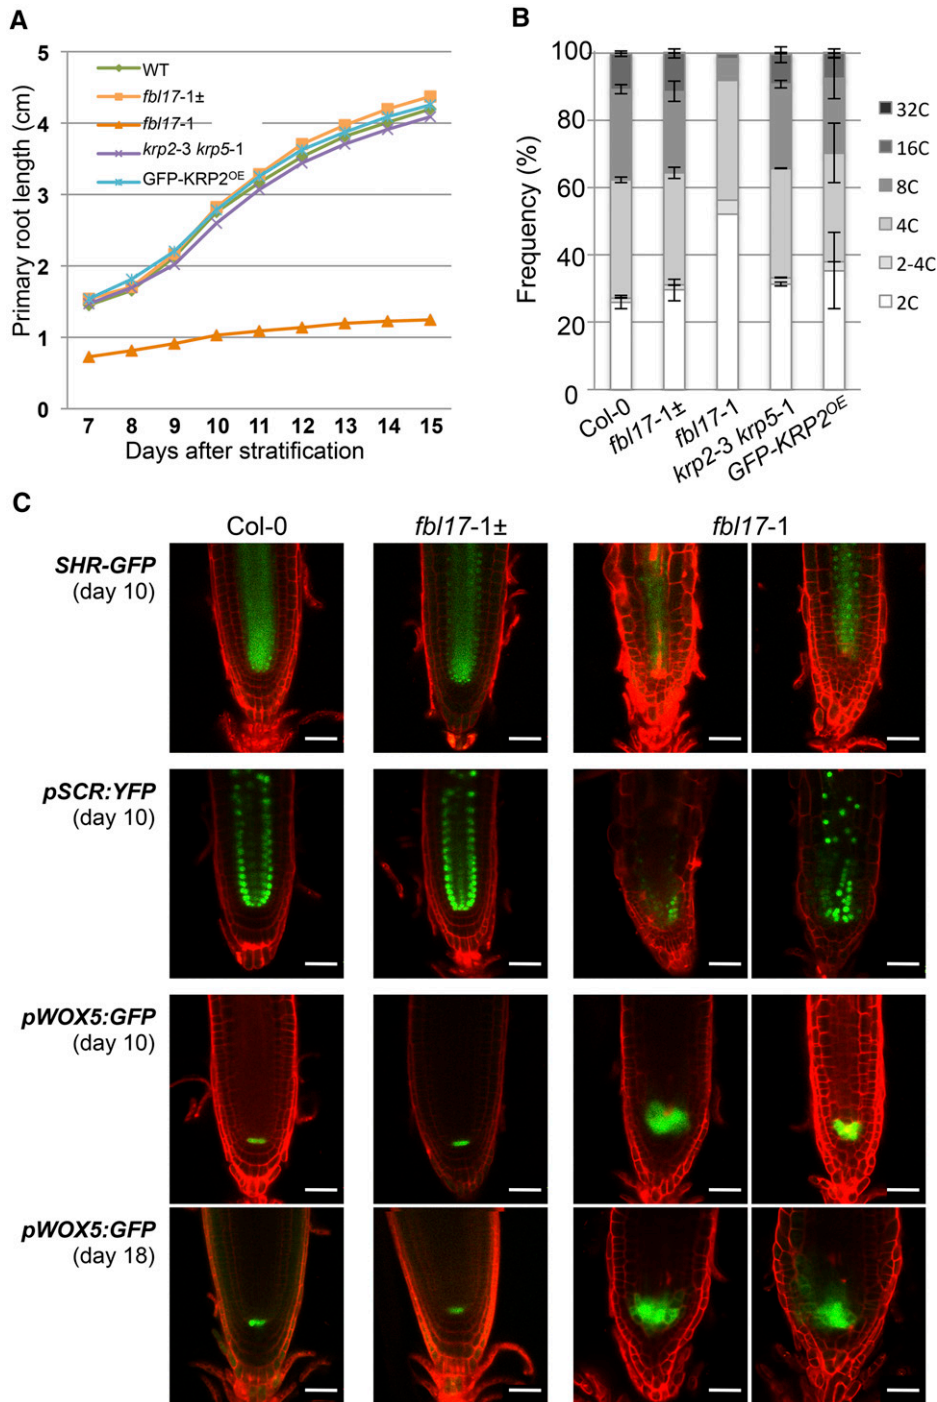 A
Primary root length (cm)
5
4
3
2
1
0
WT
fbl17-1±
fbl17-1
krp2-3 krp5-1
GFP-KRP2OE
7 8 9 10 11 12 13 14 15
Days after stratification
B
Frequency (%)
100
80
60
40
20
0
32C
16C
8C
4C
2-4C
2C
Col-0
fbl17-1±
fbl17-1
krp2-3 krp5-1
GFP-KRP2OE
C
Col-0 fbl17-1± fbl17-1
SHR-GFP
(day 10)
pSCR:YFP
(day 10)
pWOX5:GFP
(day 10)
pWOX5:GFP
(day 18)